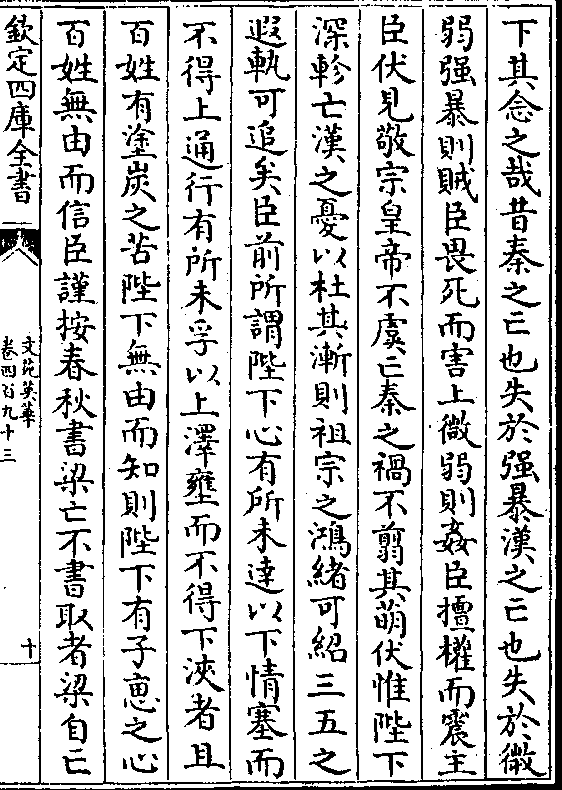 下其念之哉昔秦之亡也失於强暴漢之亡也失於微
弱强暴則賊臣畏死而害上微弱則姦臣擅權而震主
臣伏見敬宗皇帝不虞亡秦之禍不翦其萌伏惟陛下
深軫亡漢之憂以杜其漸則祖宗之鴻緒可紹三五之
遐軌可追矣臣前所謂陛下心有所未達以下情塞而
不得上通行有所未孚以上澤壅而不得下浹者且
百姓有塗炭之苦陛下無由而知則陛下有子恵之心
百姓無由而信臣謹按春秋書梁亡不書取者梁自亡
欽定四庫全書
文苑英華
卷四百九十三
十